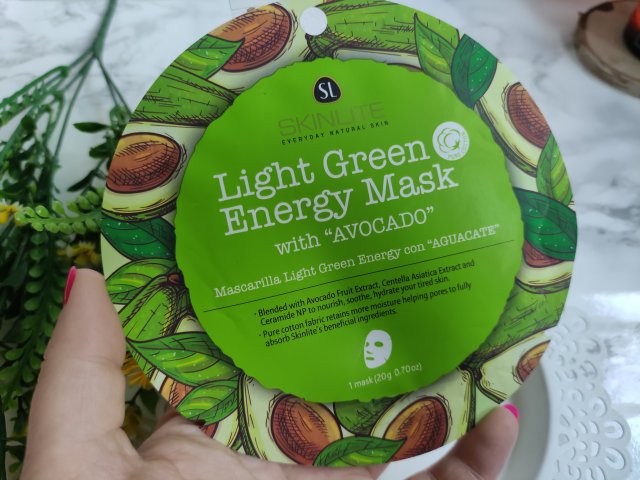 SL
SKINLITE
EVERYDAY NATURAL SKIN
Light Green
Energy Mask
with “AVOCADO”
Mascarilla Light Green Energy con “AGUACATE”
· Blended with Avocado Fruit Extract, Centella Asiatica Extract and
Ceramide NP to nourish, soothe, hydrate your tired skin.
· Pure cotton fabric retains more moisture helping pores to fully
absorb Skinlite's beneficial ingredients.
1 mask (20g 0.70oz)